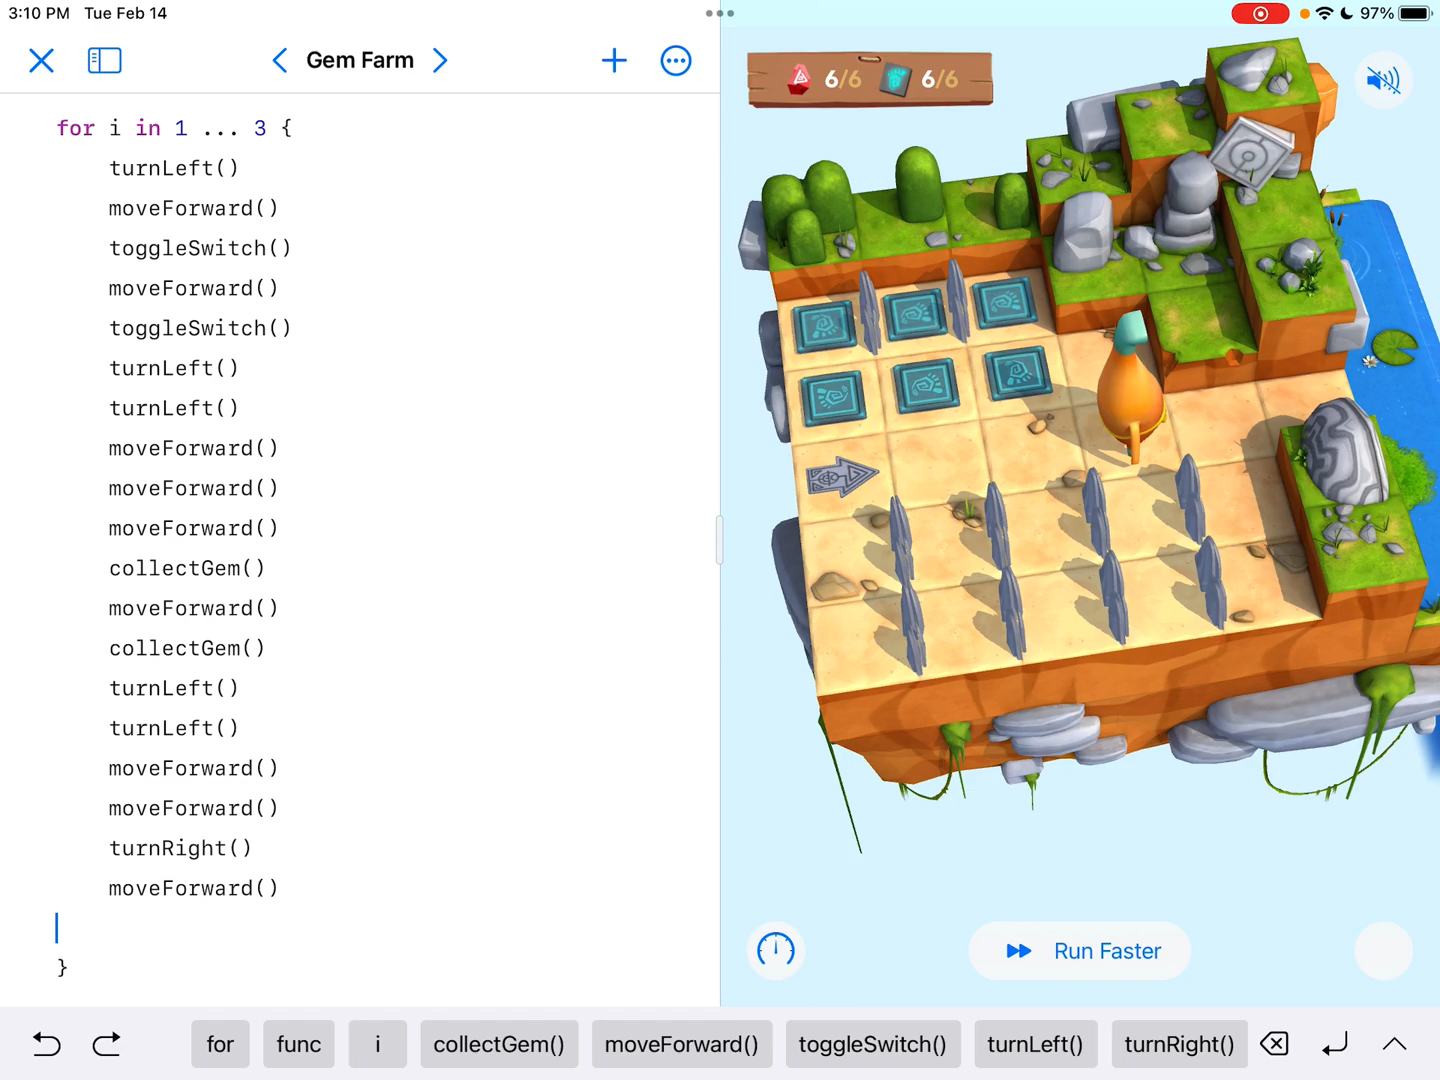 3:10 PM Tue Feb 14
97%
Gem Farm
6/6 6/6
for i in 1 ... 3 {
turnLeft()
moveForward()
toggleSwitch()
moveForward()
toggleSwitch()
turnLeft()
turnLeft()
moveForward()
moveForward()
moveForward()
collectGem()
moveForward()
collectGem()
turnLeft()
turnLeft()
moveForward()
moveForward()
turnRight()
moveForward()
}
Run Faster
for func i collectGem() moveForward() toggleSwitch() turnLeft() turnRight()